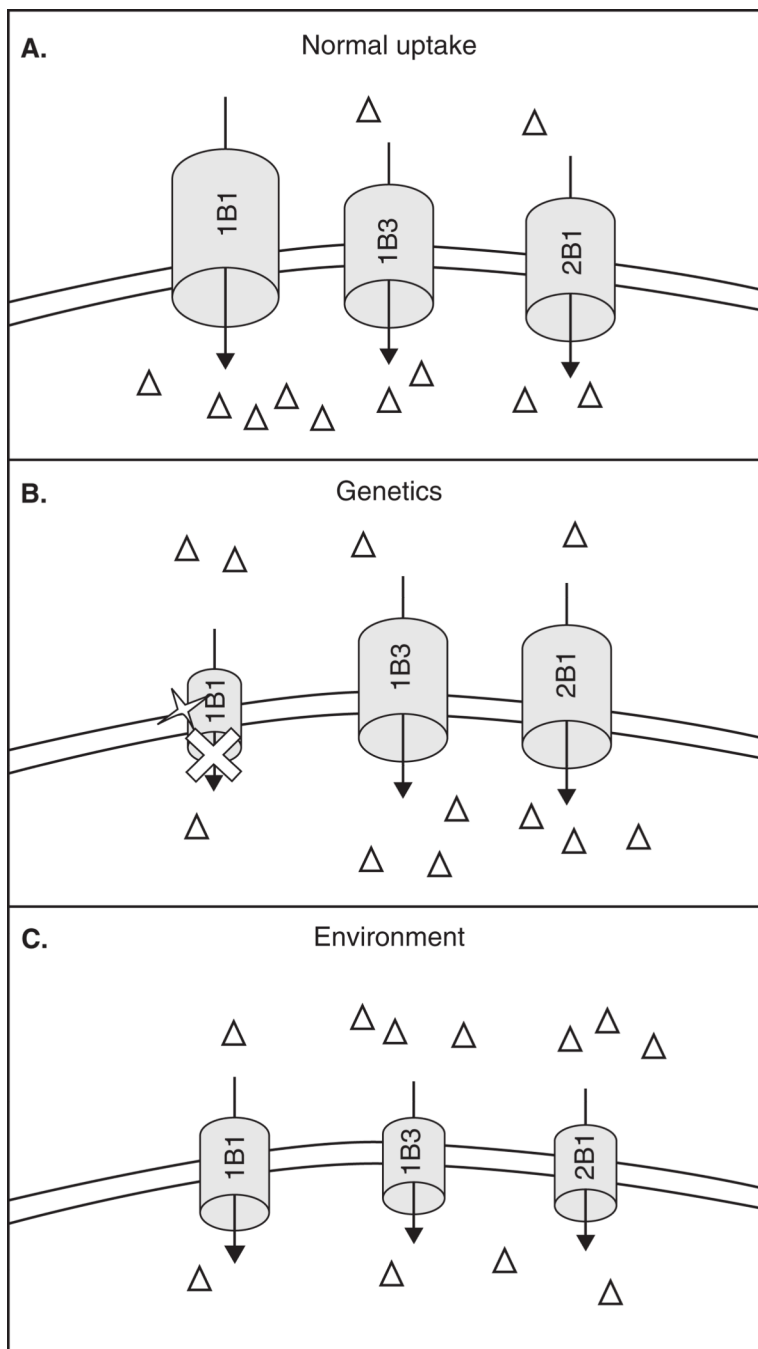 A.
Normal uptake
1B1
1B3
2B1
B.
Genetics
1B1
1B3
2B1
C.
Environment
1B1
1B3
2B1